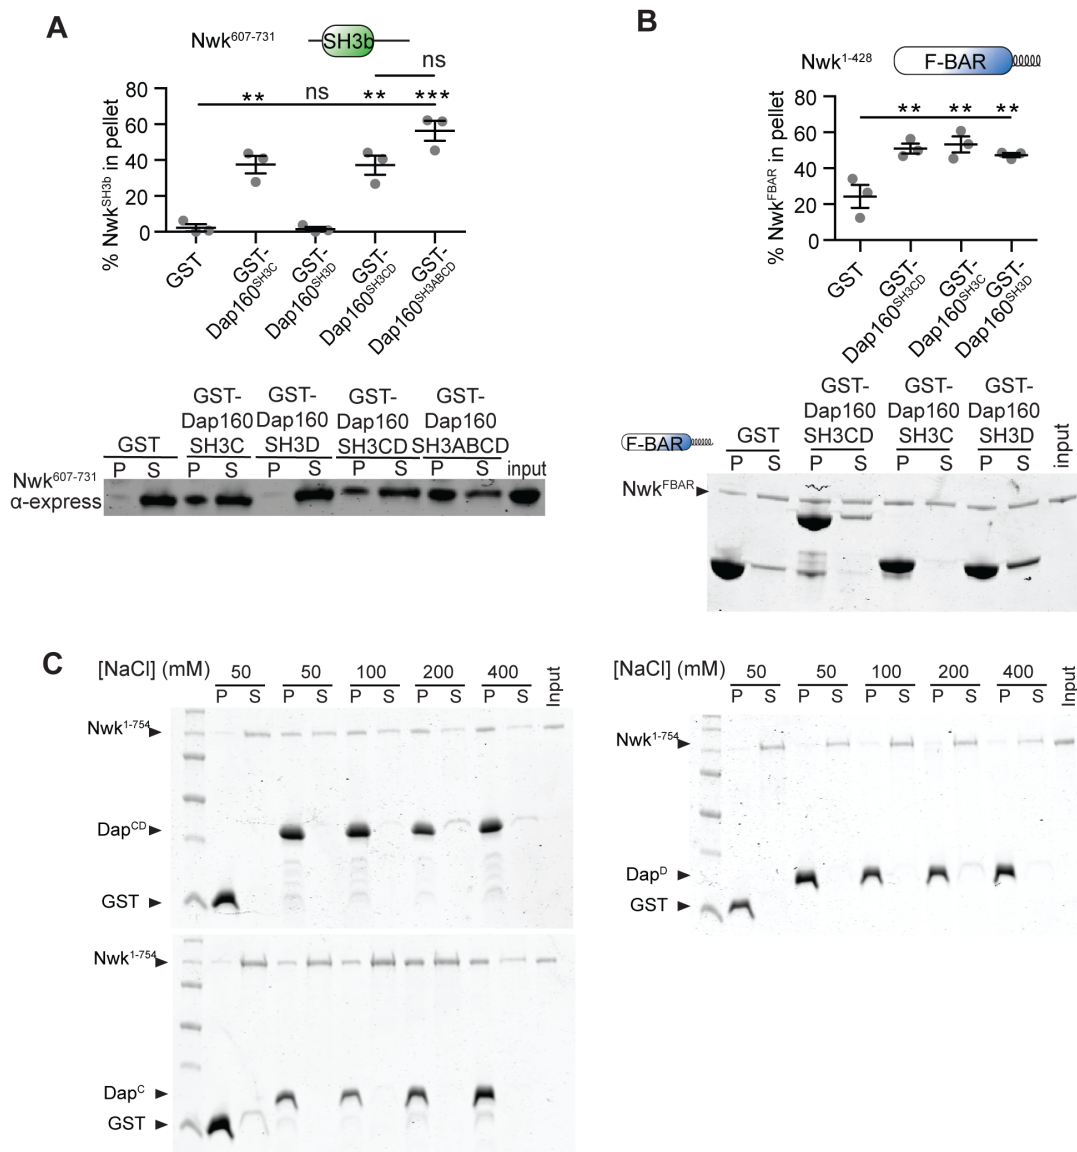 A
Nwk607-731
SH3b
ns
** ns ** ***
% NwkSH3b in pellet
80
60
40
20
0
GST
GST-
Dap160SH3C
GST-
Dap160SH3D
GST-
Dap160SH3CD
GST-
Dap160SH3ABCD
GST
GST-
Dap160
SH3C
GST-
Dap160
SH3D
GST-
Dap160
SH3CD
GST-
Dap160
SH3ABCD
P S P S P S P S P S input
Nwk607-731
α-express
B
Nwk1-428
F-BAR
** ** **
% NwkFBAR in pellet
80
60
40
20
0
GST
GST-
Dap160SH3CD
GST-
Dap160SH3C
GST-
Dap160SH3D
F-BAR
GST
GST-
Dap160
SH3CD
GST-
Dap160
SH3C
GST-
Dap160
SH3D
input
P S P S P S P S
NwkFBAR
C
[NaCl] (mM) 50 50 100 200 400 Input
P S P S P S P S P S
Nwk1-754
DapCD
GST
Nwk1-754
DapC
GST
[NaCl] (mM) 50 50 100 200 400 Input
P S P S P S P S P S
Nwk1-754
DapD
GST